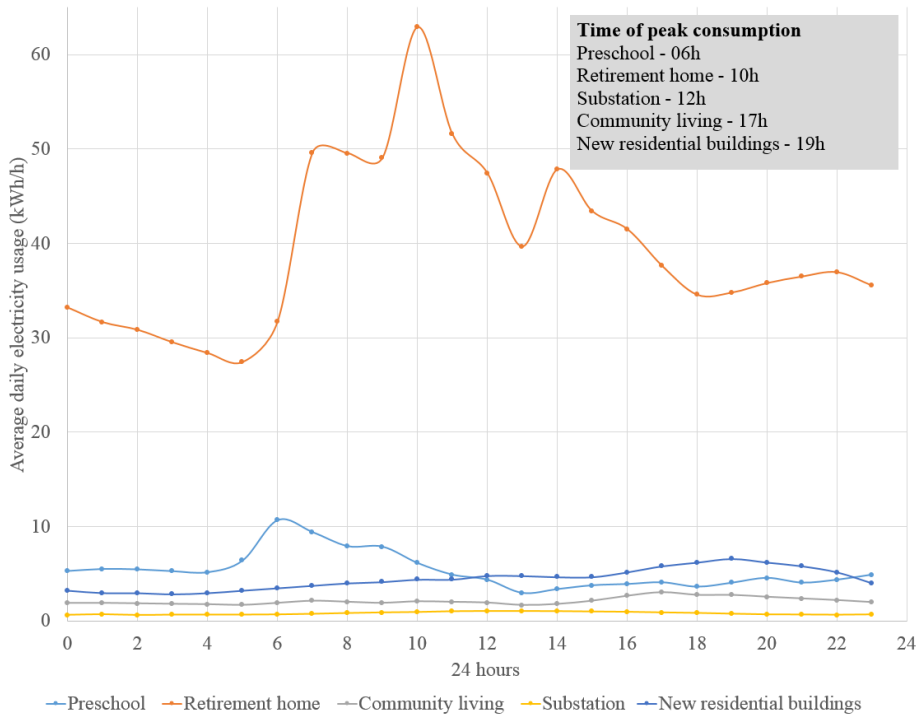 Time of peak consumption
Preschool - 06h
Retirement home - 10h
Substation - 12h
Community living - 17h
New residential buildings - 19h
Average daily electricity usage (kWh/h)
60
50
40
30
20
10
0
0 2 4 6 8 10 12 14 16 18 20 22 24
24 hours
Preschool Retirement home Community living Substation New residential buildings